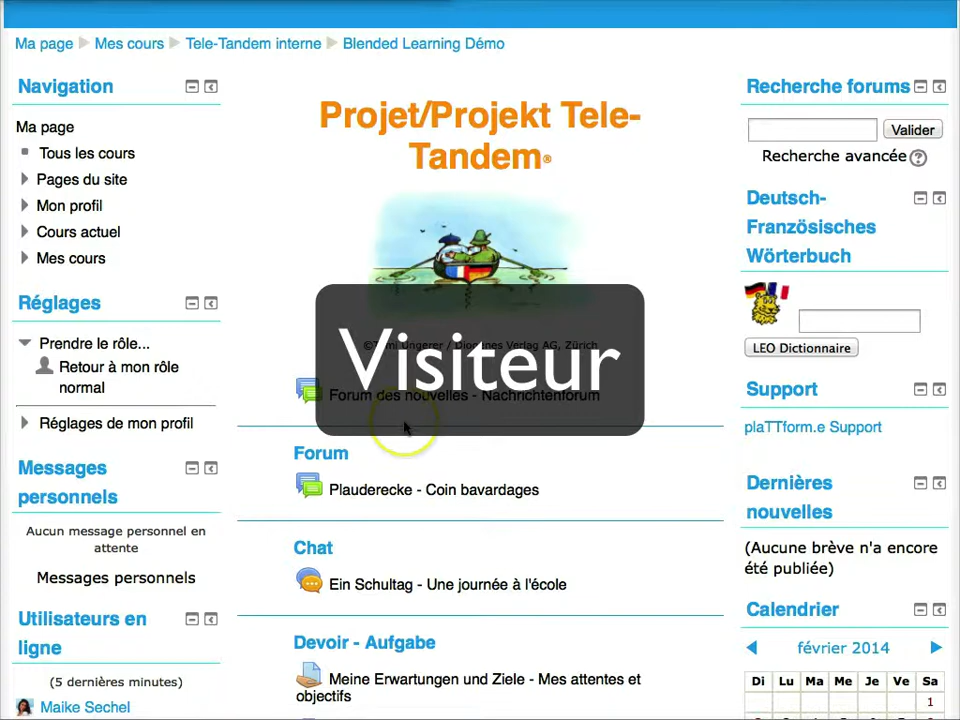 Ma page Mes cours Tele-Tandem interne Blended Learning Démo
Navigation
Ma page
Tous les cours
Pages du site
Mon profil
Cours actuel
Mes cours
Réglages
Prendre le rôle...
Retour à mon rôle
normal
Réglages de mon profil
Messages
personnels
Aucun message personnel en
attente
Messages personnels
Utilisateurs en
ligne
(5 dernières minutes)
Maike Sechel
Projet/Projekt Tele-
Tandem®
©Tomi Ungerer / Diogenes Verlag AG, Zürich
Visiteur
Forum des nouvelles - Nachrichtenforum
Forum
Plauderecke - Coin bavardages
Chat
Ein Schultag - Une journée à l'école
Devoir - Aufgabe
Meine Erwartungen und Ziele - Mes attentes et
objectifs
Recherche forums
Valider
Recherche avancée ?
Deutsch-
Französisches
Wörterbuch
LEO Dictionnaire
Support
plaTTform.e Support
Dernières
nouvelles
(Aucune brève n'a encore
été publiée)
Calendrier
février 2014
Di Lu Ma Me Je Ve Sa
1